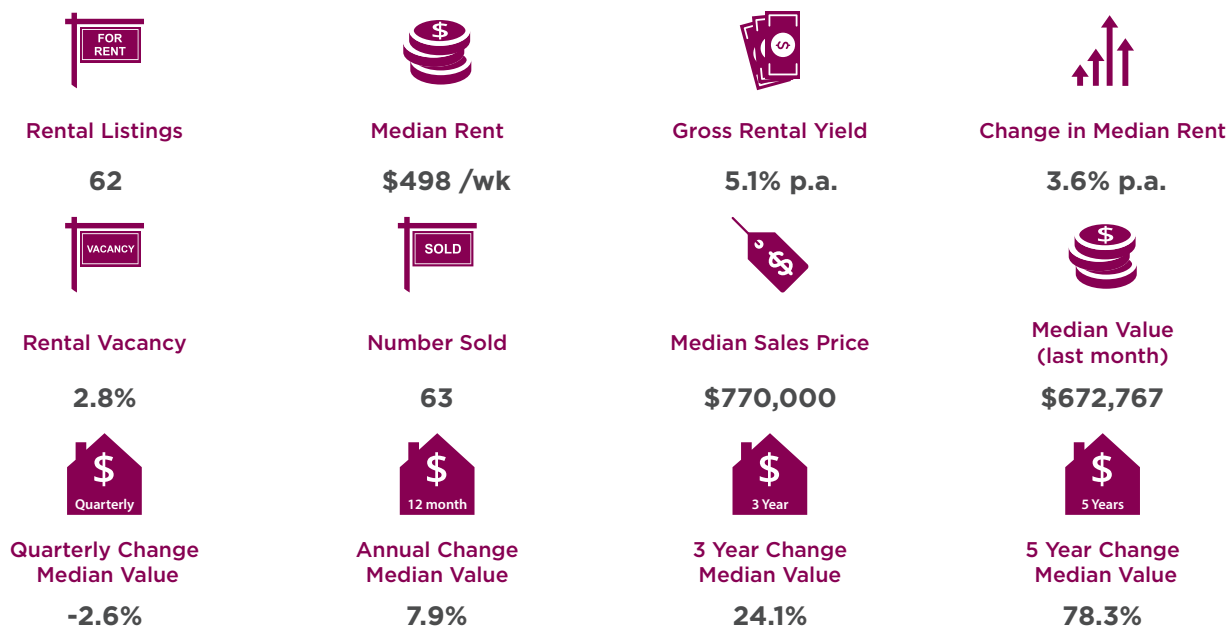 FOR
RENT
$
$
Rental Listings
Median Rent
Gross Rental Yield
Change in Median Rent
62
$498 /wk
5.1% p.a.
3.6% p.a.
VACANCY
SOLD
$
$
Rental Vacancy
Number Sold
Median Sales Price
Median Value
(last month)
2.8%
63
$770,000
$672,767
$
Quarterly
$
12 month
$
3 Year
$
5 Years
Quarterly Change
Median Value
Annual Change
Median Value
3 Year Change
Median Value
5 Year Change
Median Value
-2.6%
7.9%
24.1%
78.3%